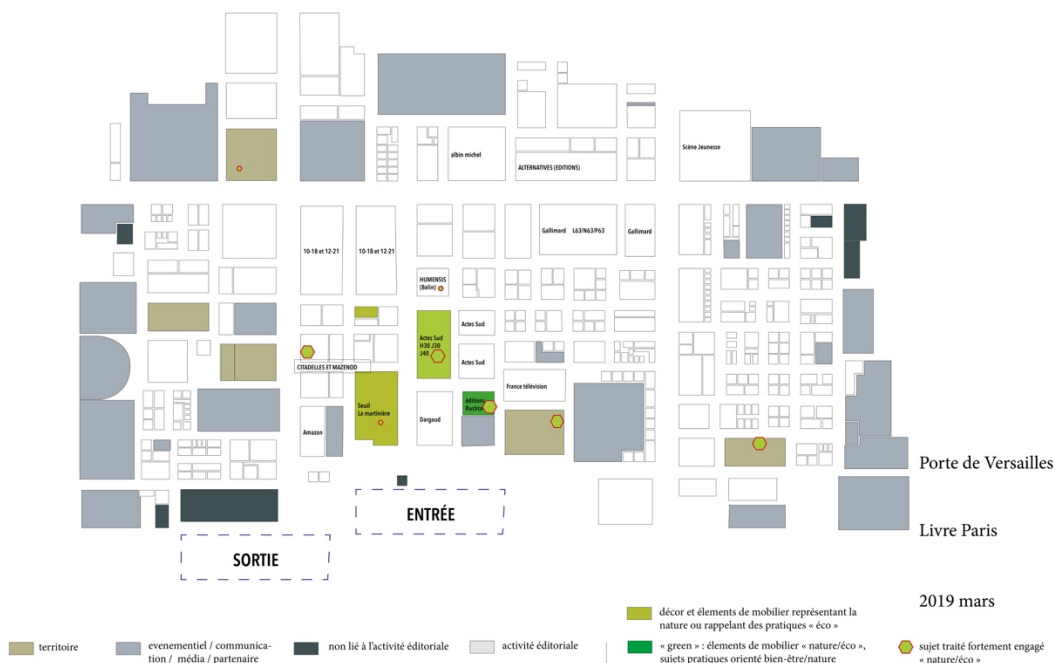 albin michel
ALTERNATIVES (EDITIONS)
Scène Jeunesse
10-18 et 12-21
10-18 et 12-21
Gallimard L63/N63/P63
Gallimard
HUMENSIS
(Belin)
Actes Sud
H30 J30
J40
Actes Sud
Actes Sud
CITADELLES ET MAZENOD
France télévision
Seuil
La martinière
éditions
Rustica
Amazon
Dargaud
Porte de Versailles
ENTRÉE
Livre Paris
SORTIE
2019 mars
territoire
evenementiel / communica-
tion / média / partenaire
non lié à l'activité éditoriale
activité éditoriale
décor et élements de mobilier représentant la
nature ou rappelant des pratiques « éco »
« green » : élements de mobilier « nature/éco »,
sujets pratiques orienté bien-être/nature
sujet traité fortement engagé
« nature/éco »